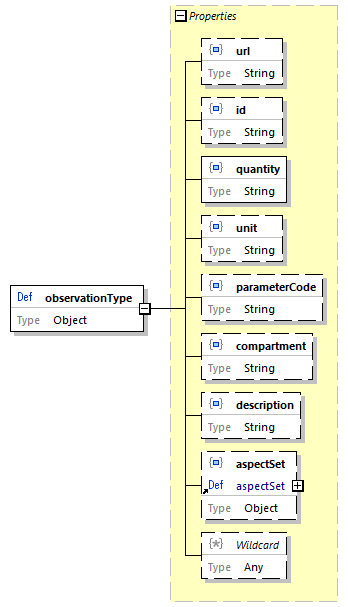 Properties
url
Type String
id
Type String
quantity
Type String
unit
Type String
Def observationType
Type Object
parameterCode
Type String
compartment
Type String
description
Type String
aspectSet
Def aspectSet
Type Object
Wildcard
Type Any